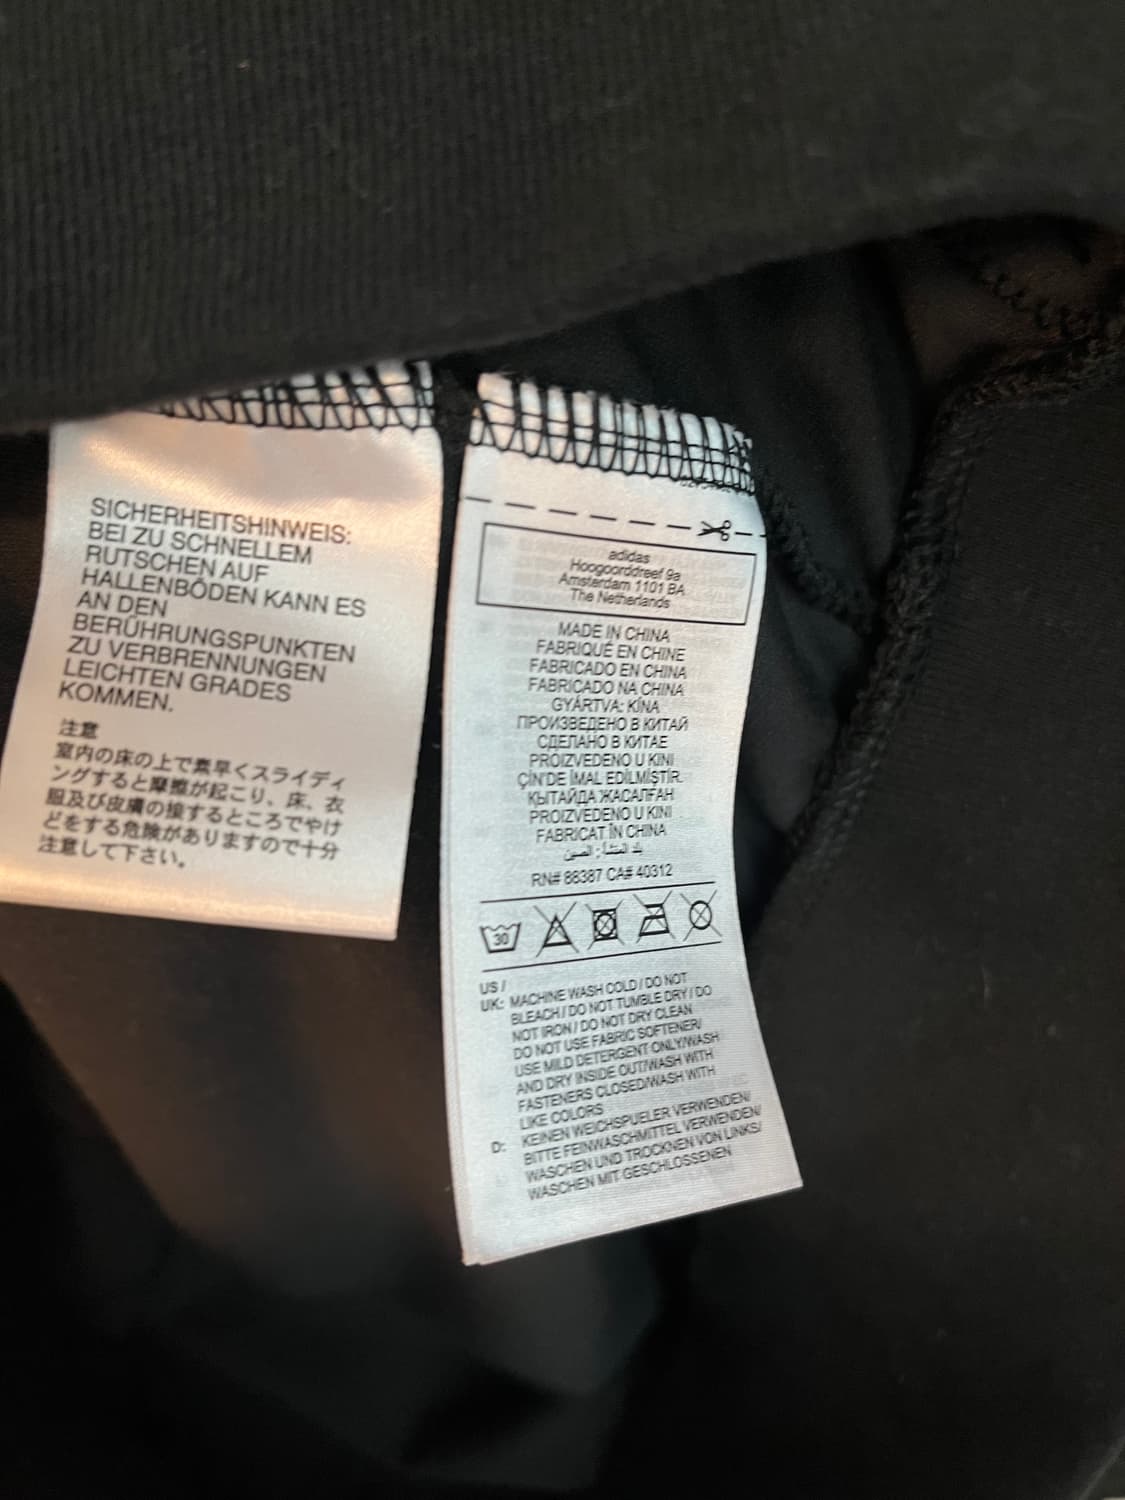 SICHERHEITSHINWEIS:
BEI ZU SCHNELLEM
RUTSCHEN AUF
HALLENBÖDEN KANN ES
AN DEN
BERÜHRUNGSPUNKTEN
ZU VERBRENNUNGEN
LEICHTEN GRADES
KOMMEN.
注意
室内の床の上で素早くスライディ
ングすると摩擦が起こり、床、衣
服及び皮膚の接するところでやけ
どをする危険がありますので十分
注意して下さい。
adidas
Hoogoorddreef 9a
Amsterdam 1101 BA
The Netherlands
MADE IN CHINA
FABRIQUÉ EN CHINE
FABRICADO EN CHINA
FABRICADO NA CHINA
GYÁRTVA: KÍNA
ПРОИЗВЕДЕНО В КИТАЙ
СДЕЛАНО В КИТАЕ
PROIZVEDENO U KINI
ÇİN'DE İMAL EDİLMİŞTİR.
ҚЫТАЙДА ЖАСАЛҒАН
PROIZVEDENO U KINI
FABRICAT ÎN CHINA
بلد المنشأ: الصين
RN# 88387 CA# 40312
30
US /
UK: MACHINE WASH COLD / DO NOT
BLEACH / DO NOT TUMBLE DRY / DO
NOT IRON / DO NOT DRY CLEAN
DO NOT USE FABRIC SOFTENER/
USE MILD DETERGENT ONLY/WASH
AND DRY INSIDE OUT/WASH WITH
FASTENERS CLOSED/WASH WITH
LIKE COLORS
D: KEINEN WEICHSPUELER VERWENDEN/
BITTE FEINWASCHMITTEL VERWENDEN/
WASCHEN UND TROCKNEN VON LINKS/
WASCHEN MIT GESCHLOSSENEN